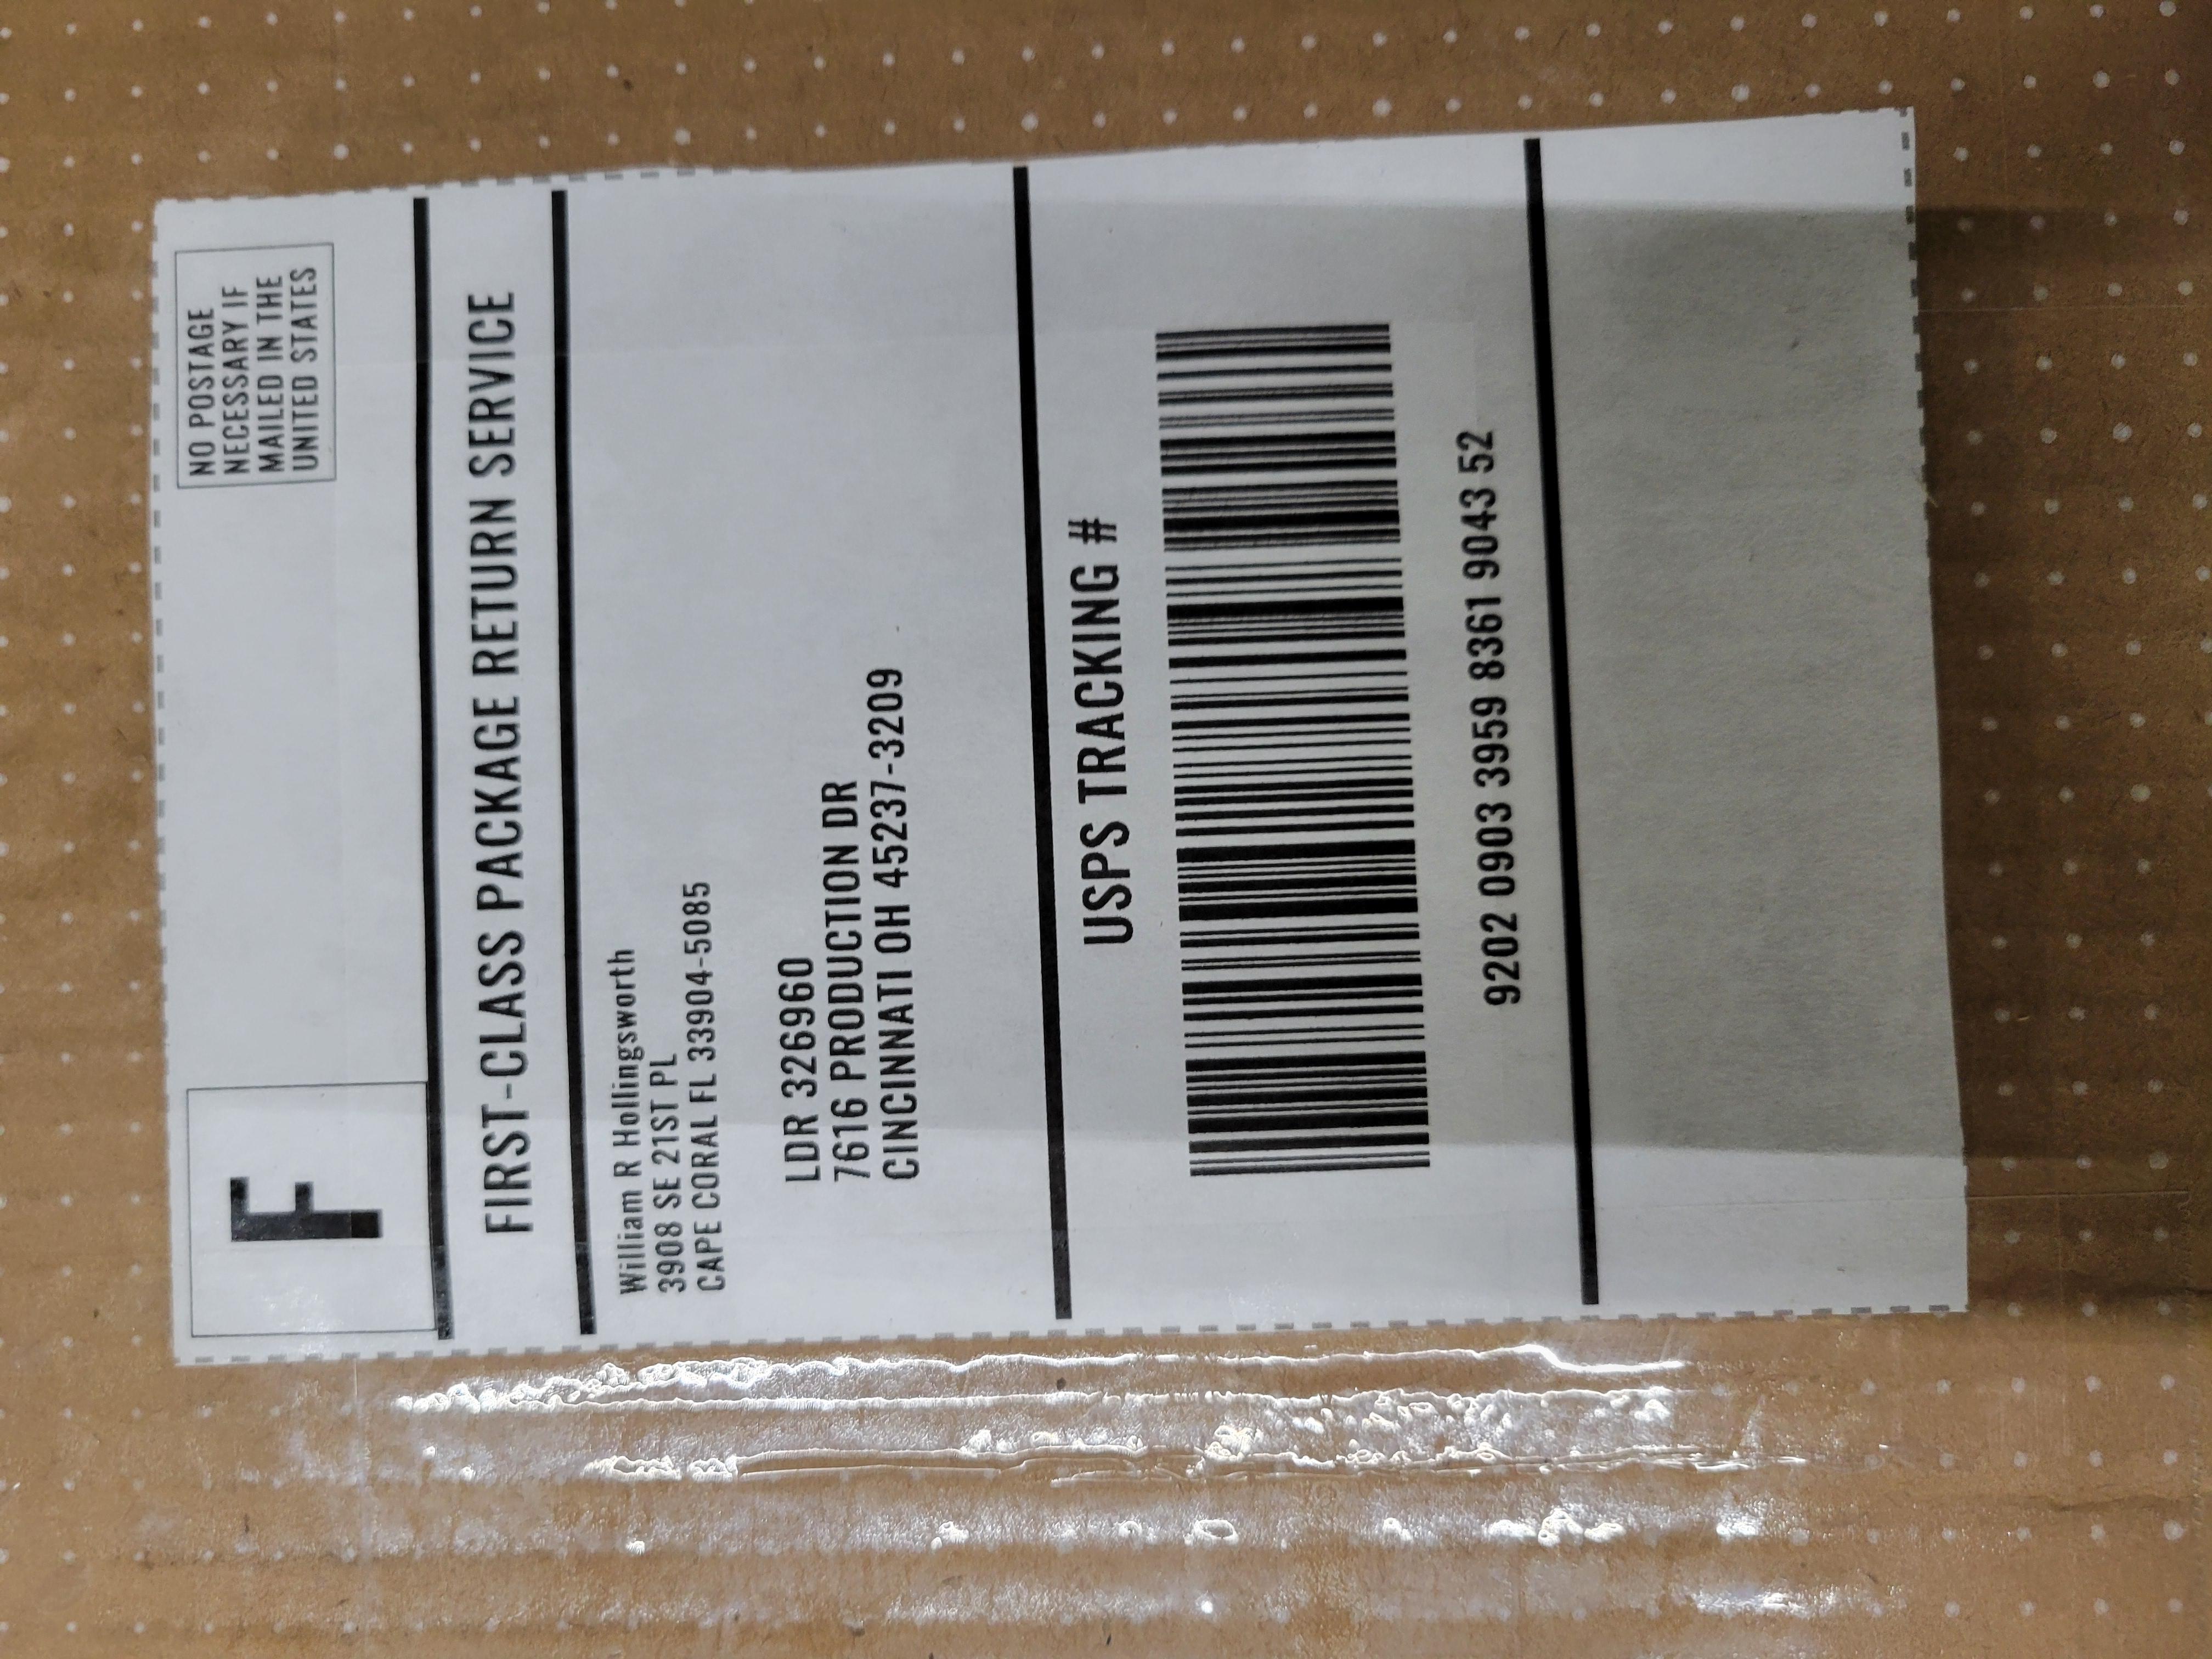 F
NO POSTAGE
NECESSARY IF
MAILED IN THE
UNITED STATES
FIRST-CLASS PACKAGE RETURN SERVICE
William R Hollingsworth
3908 SE 21ST PL
CAPE CORAL FL 33904-5085
LDR 326960
7616 PRODUCTION DR
CINCINNATI OH 45237-3209
USPS TRACKING #
9202 0903 3959 8361 9043 52